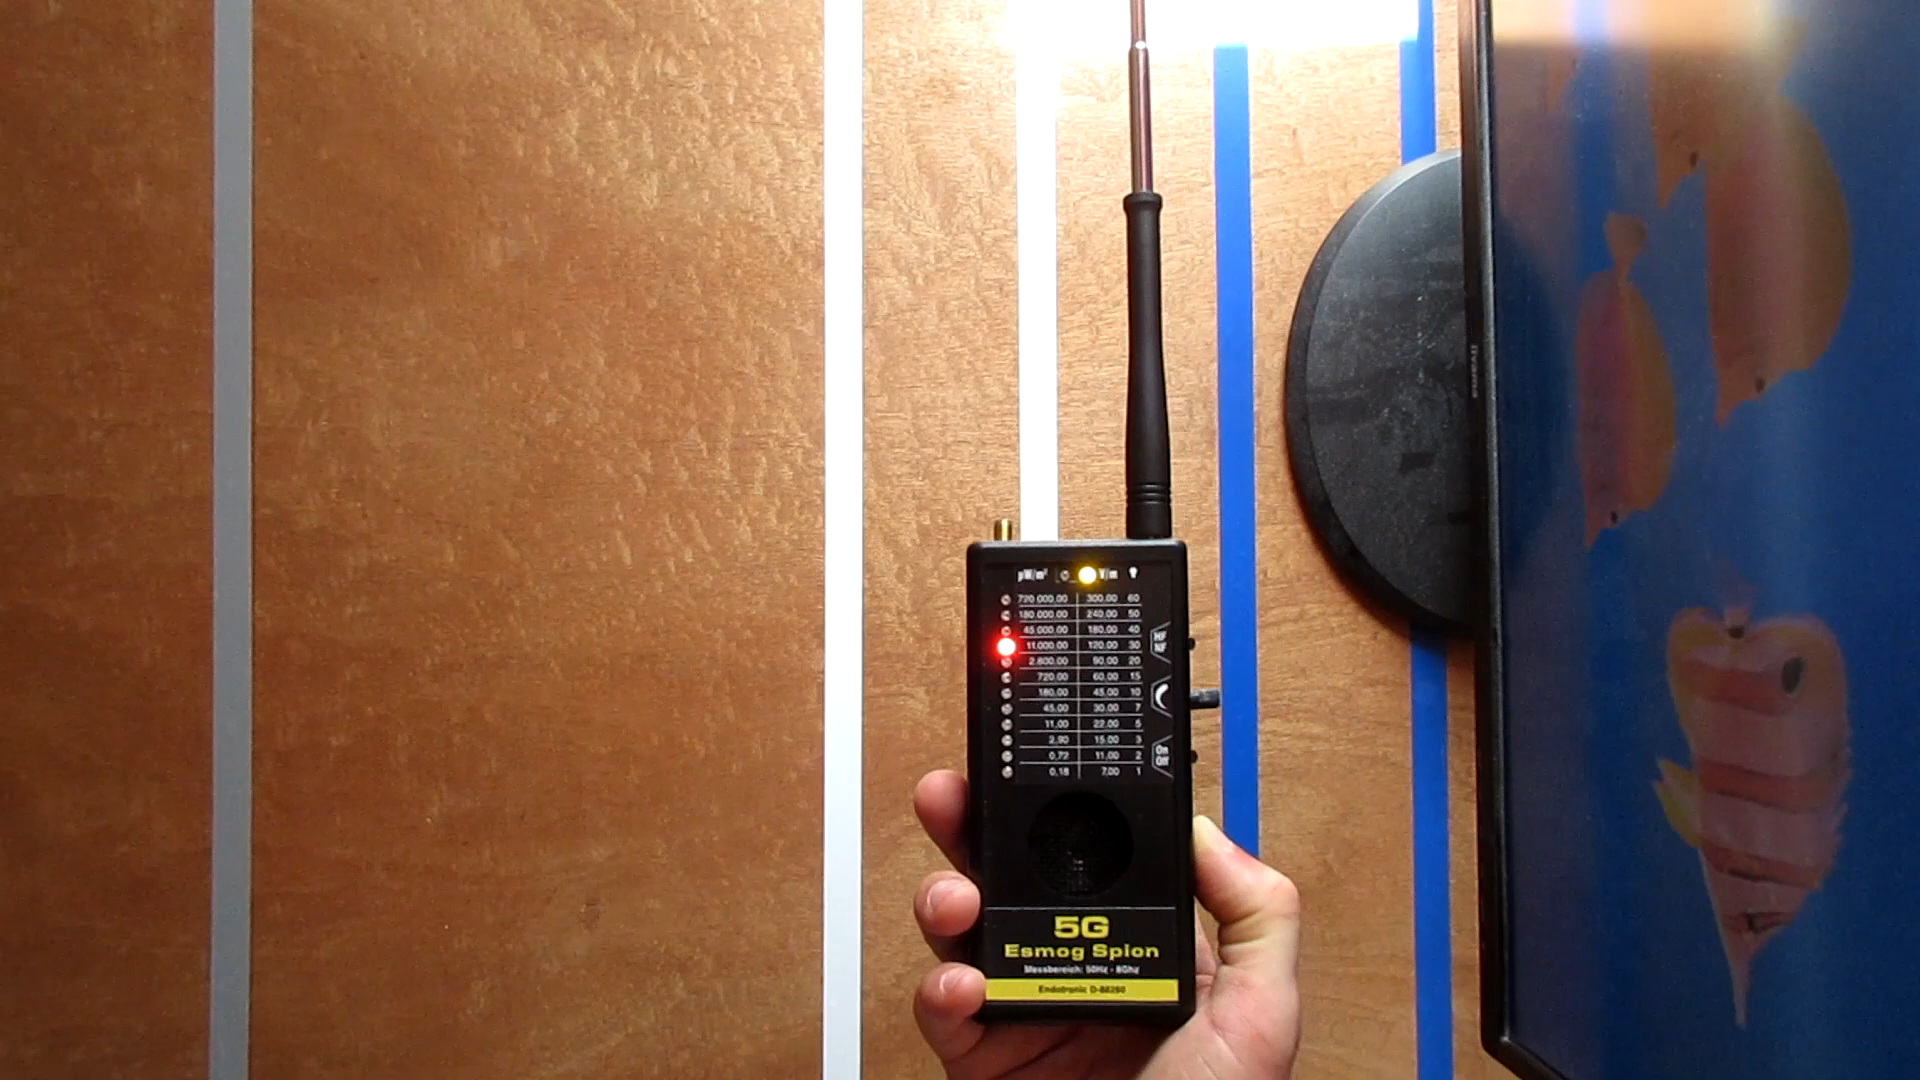 µW/m² V/m
720 000,00 300,00 60
180.000,00 240,00 50
45.000,00 180,00 40
11.000,00 120,00 30
2.800,00 90,00 20
720,00 60,00 15
180,00 45,00 10
45,00 30,00 7
11,00 22,00 5
2,90 15,00 3
0,72 11,00 2
0,18 7,00 1
HF
NF
On
Off
5G
Esmog Spion
Messbereich: 50Hz - 8Ghz
Endotronic D-88260
iiyama